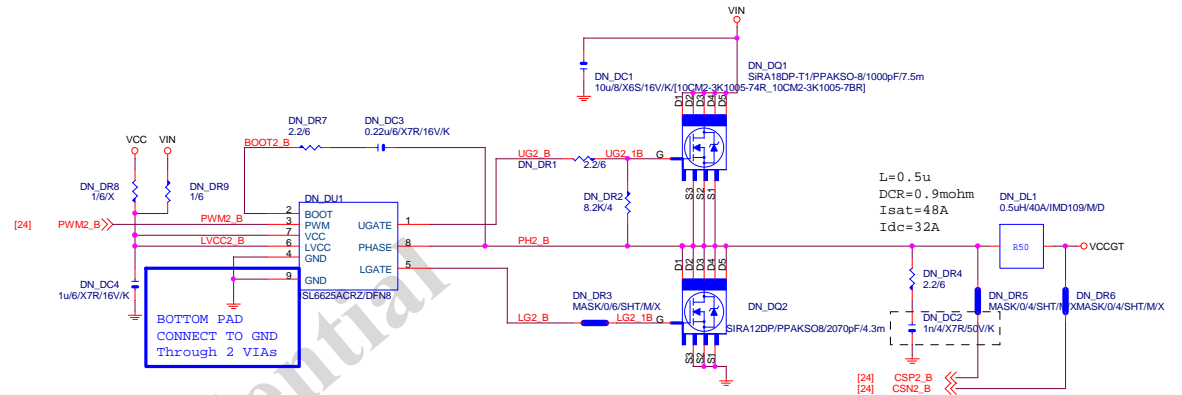 VIN
DN_DQ1
SiRA18DP-T1/PPAKSO-8/1000pF/7.5m
DN_DC1
10u/8/X6S/16V/K/[10CM2-3K1005-74R_10CM2-3K1005-7BR]
D1
D2
D3
D4
D5
DN_DR7
2.2/6
DN_DC3
0.22u/6/X7R/16V/K
VCC
VIN
BOOT2_B
UG2_B
UG2_1B
G
DN_DR1
2.2/6
S3
S2
S1
DN_DR8
1/6/X
DN_DR9
1/6
DN_DU1
DN_DR2
8.2K/4
L=0.5u
DCR=0.9mohm
Isat=48A
Idc=32A
DN_DL1
0.5uH/40A/IMD109/M/D
[24]
PWM2_B
PWM2_B
LVCC2_B
2
BOOT
3
PWM
7
VCC
6
LVCC
4
GND
9
GND
UGATE
1
PHASE
8
LGATE
5
SL6625ACRZ/DFN8
PH2_B
R50
VCCGT
D1
D2
D3
D4
D5
DN_DC4
1u/6/X7R/16V/K
BOTTOM PAD
CONNECT TO GND
Through 2 VIAs
DN_DR3
MASK/0/6/SHT/M/X
LG2_B
LG2_1B
G
DN_DQ2
SIRA12DP/PPAKSO8/2070pF/4.3m
S3
S2
S1
DN_DR4
2.2/6
DN_DR5
MASK/0/4/SHT/M/X
DN_DR6
MASK/0/4/SHT/M/X
DN_DC2
1n/4/X7R/50V/K
[24]
CSP2_B
[24]
CSN2_B
ential